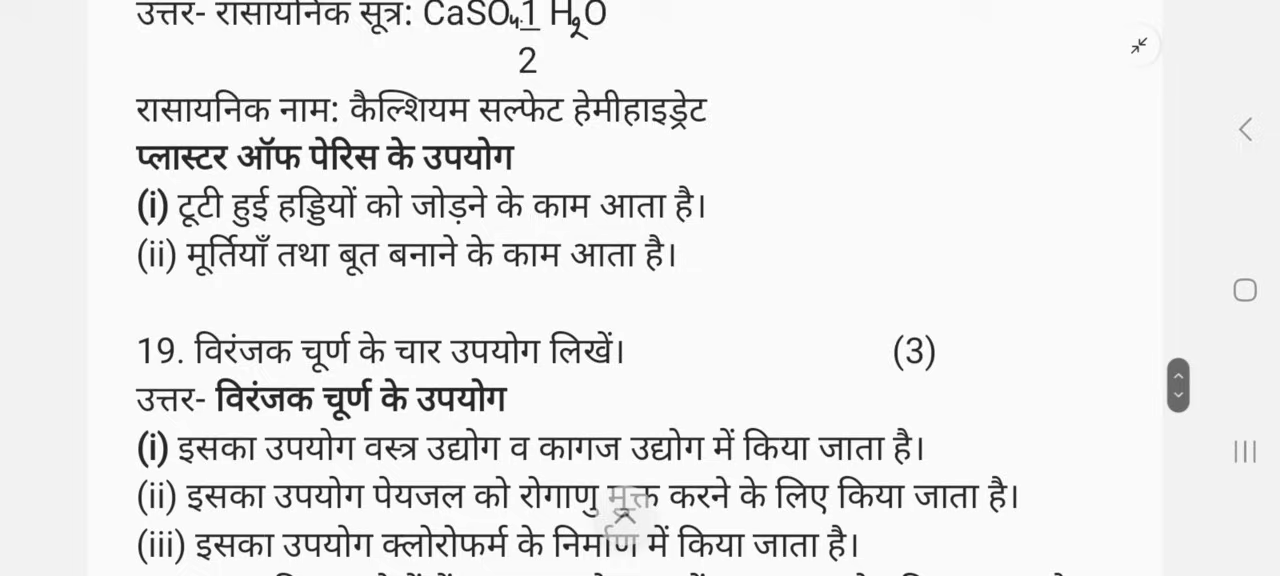 उत्तर- रासायनिक सूत्र: CaSO₄.1 H₂O
2
रासायनिक नाम: कैल्शियम सल्फेट हेमीहाइड्रेट
प्लास्टर ऑफ पेरिस के उपयोग
(i) टूटी हुई हड्डियों को जोड़ने के काम आता है।
(ii) मूर्तियाँ तथा बूत बनाने के काम आता है।
19. विरंजक चूर्ण के चार उपयोग लिखें। (3)
उत्तर- विरंजक चूर्ण के उपयोग
(i) इसका उपयोग वस्त्र उद्योग व कागज उद्योग में किया जाता है।
(ii) इसका उपयोग पेयजल को रोगाणु मुक्त करने के लिए किया जाता है।
(iii) इसका उपयोग क्लोरोफर्म के निर्माण में किया जाता है।